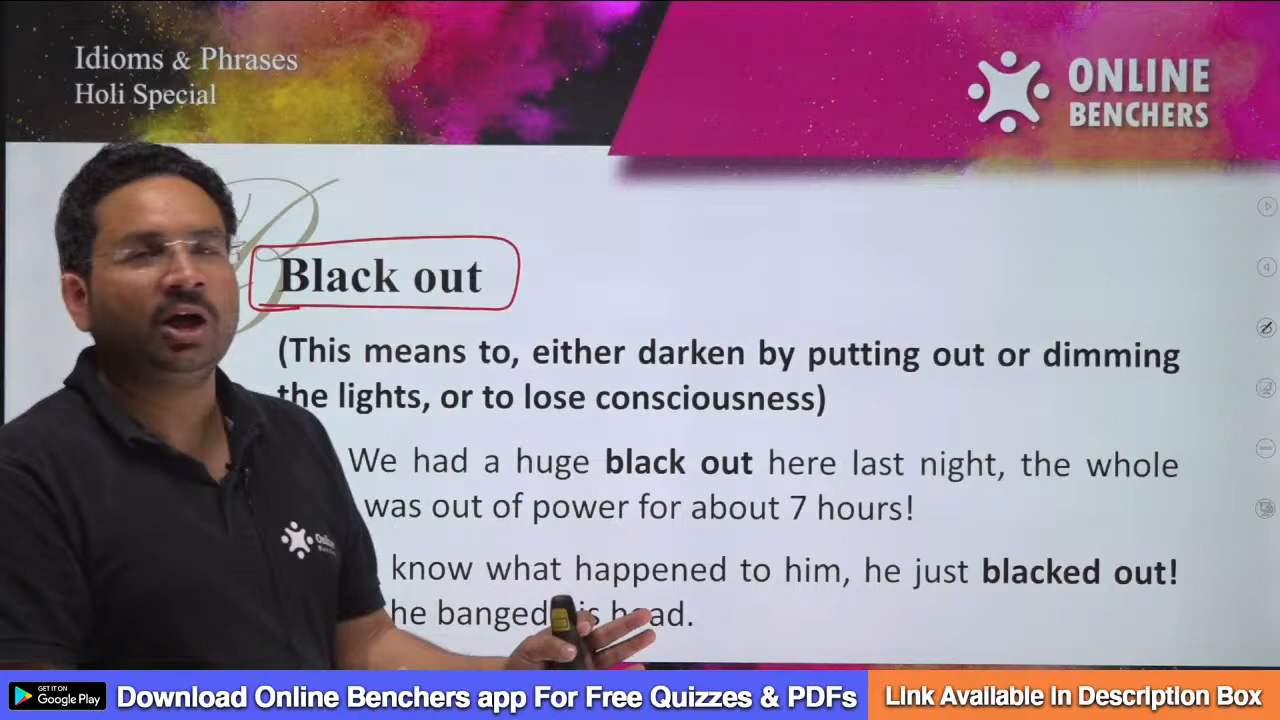 Idioms & Phrases
Holi Special
ONLINE
BENCHERS
Black out
(This means to, either darken by putting out or dimming
the lights, or to lose consciousness)
We had a huge black out here last night, the whole
was out of power for about 7 hours!
know what happened to him, he just blacked out!
he banged head.
Online
Benchers
GET IT ON
Google Play
Download Online Benchers app For Free Quizzes & PDFs
Link Available In Description Box